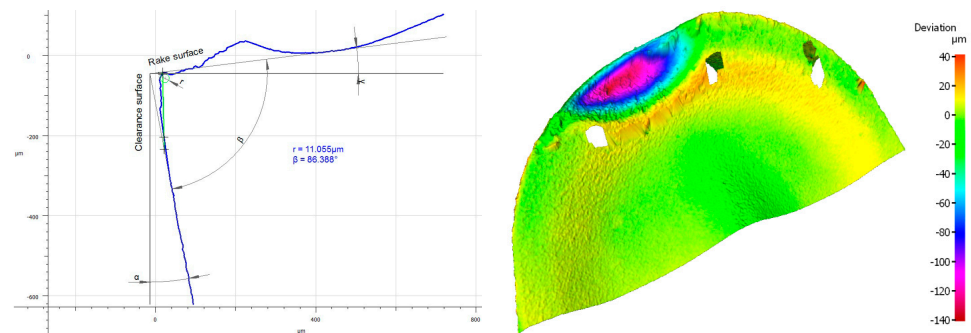 Rake surface
Clearance surface
r
γ
β
α
r = 11.055µm
β = 86.388°
0
-200
-400
-600
µm
0
400
800
µm
Deviation
µm
40
20
0
-20
-40
-60
-80
-100
-120
-140